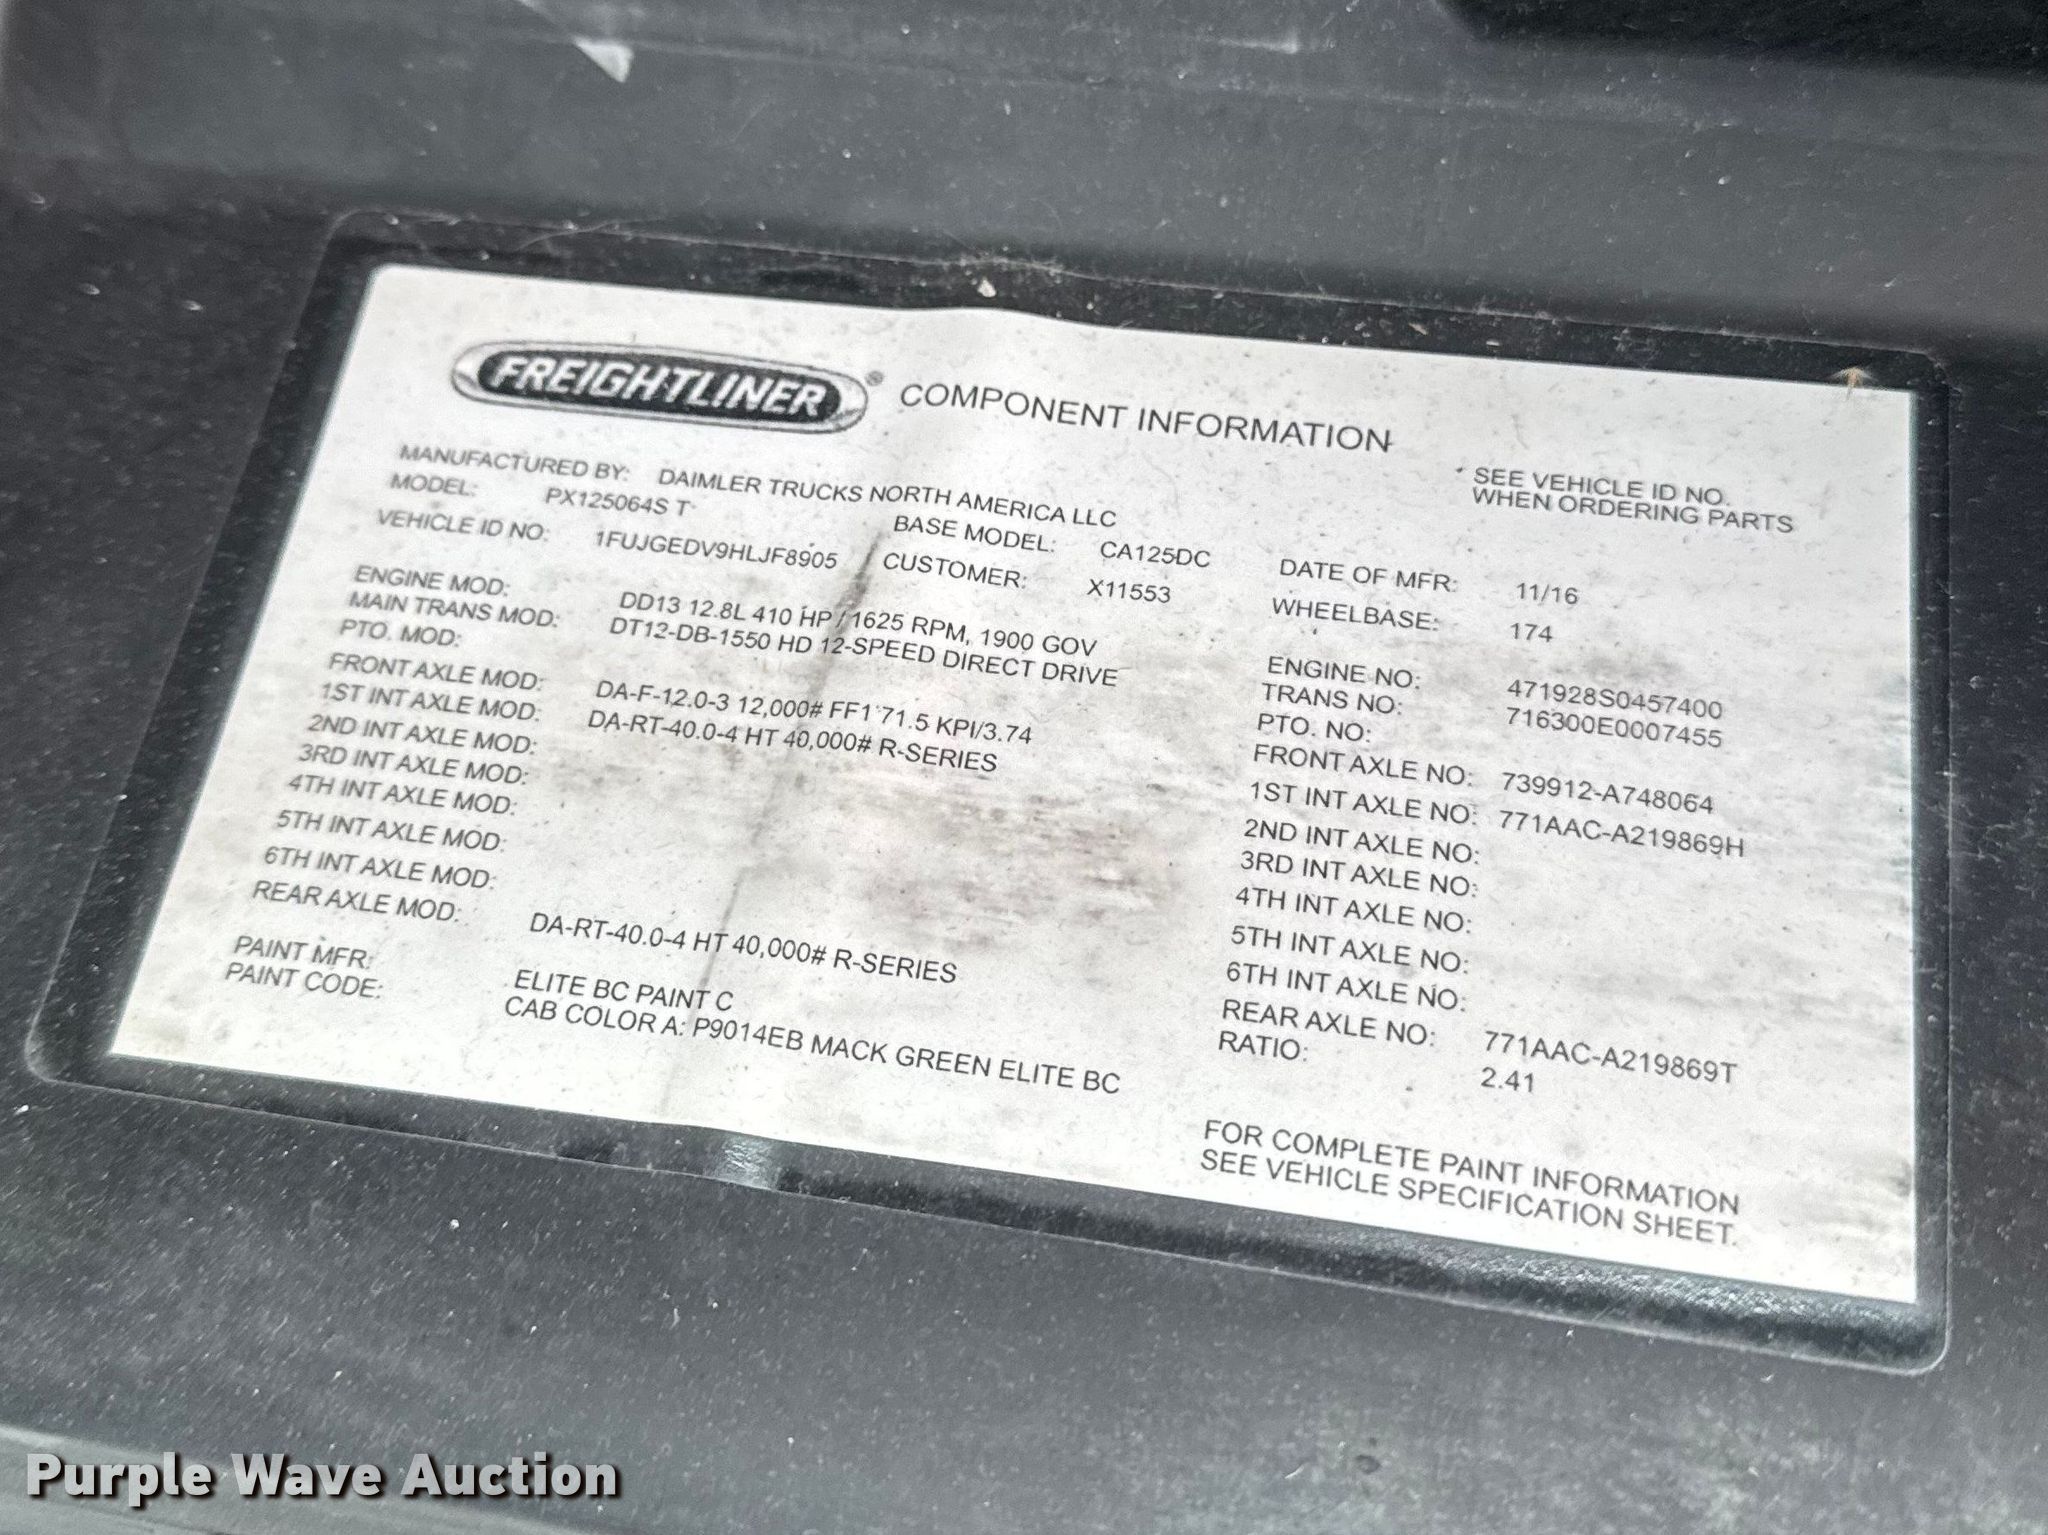 FREIGHTLINER® COMPONENT INFORMATION
MANUFACTURED BY: DAIMLER TRUCKS NORTH AMERICA LLC
* SEE VEHICLE ID NO.
WHEN ORDERING PARTS
MODEL: PX125064S T BASE MODEL: CA125DC DATE OF MFR: 11/16
VEHICLE ID NO: 1FUJGEDV9HLJF8905 CUSTOMER: X11553 WHEELBASE: 174
ENGINE MOD: DD13 12.8L 410 HP / 1625 RPM, 1900 GOV ENGINE NO: 471928S0457400
MAIN TRANS MOD: DT12-DB-1550 HD 12-SPEED DIRECT DRIVE TRANS NO: 716300E0007455
PTO. MOD: PTO. NO:
FRONT AXLE MOD: DA-F-12.0-3 12,000# FF1 71.5 KPI/3.74 FRONT AXLE NO: 739912-A748064
1ST INT AXLE MOD: DA-RT-40.0-4 HT 40,000# R-SERIES 1ST INT AXLE NO: 771AAC-A219869H
2ND INT AXLE MOD: 2ND INT AXLE NO:
3RD INT AXLE MOD: 3RD INT AXLE NO:
4TH INT AXLE MOD: 4TH INT AXLE NO:
5TH INT AXLE MOD: 5TH INT AXLE NO:
6TH INT AXLE MOD: 6TH INT AXLE NO:
REAR AXLE MOD: DA-RT-40.0-4 HT 40,000# R-SERIES REAR AXLE NO: 771AAC-A219869T
RATIO: 2.41
PAINT MFR: ELITE BC PAINT C
PAINT CODE: CAB COLOR A: P9014EB MACK GREEN ELITE BC
FOR COMPLETE PAINT INFORMATION
SEE VEHICLE SPECIFICATION SHEET.
Purple Wave Auction